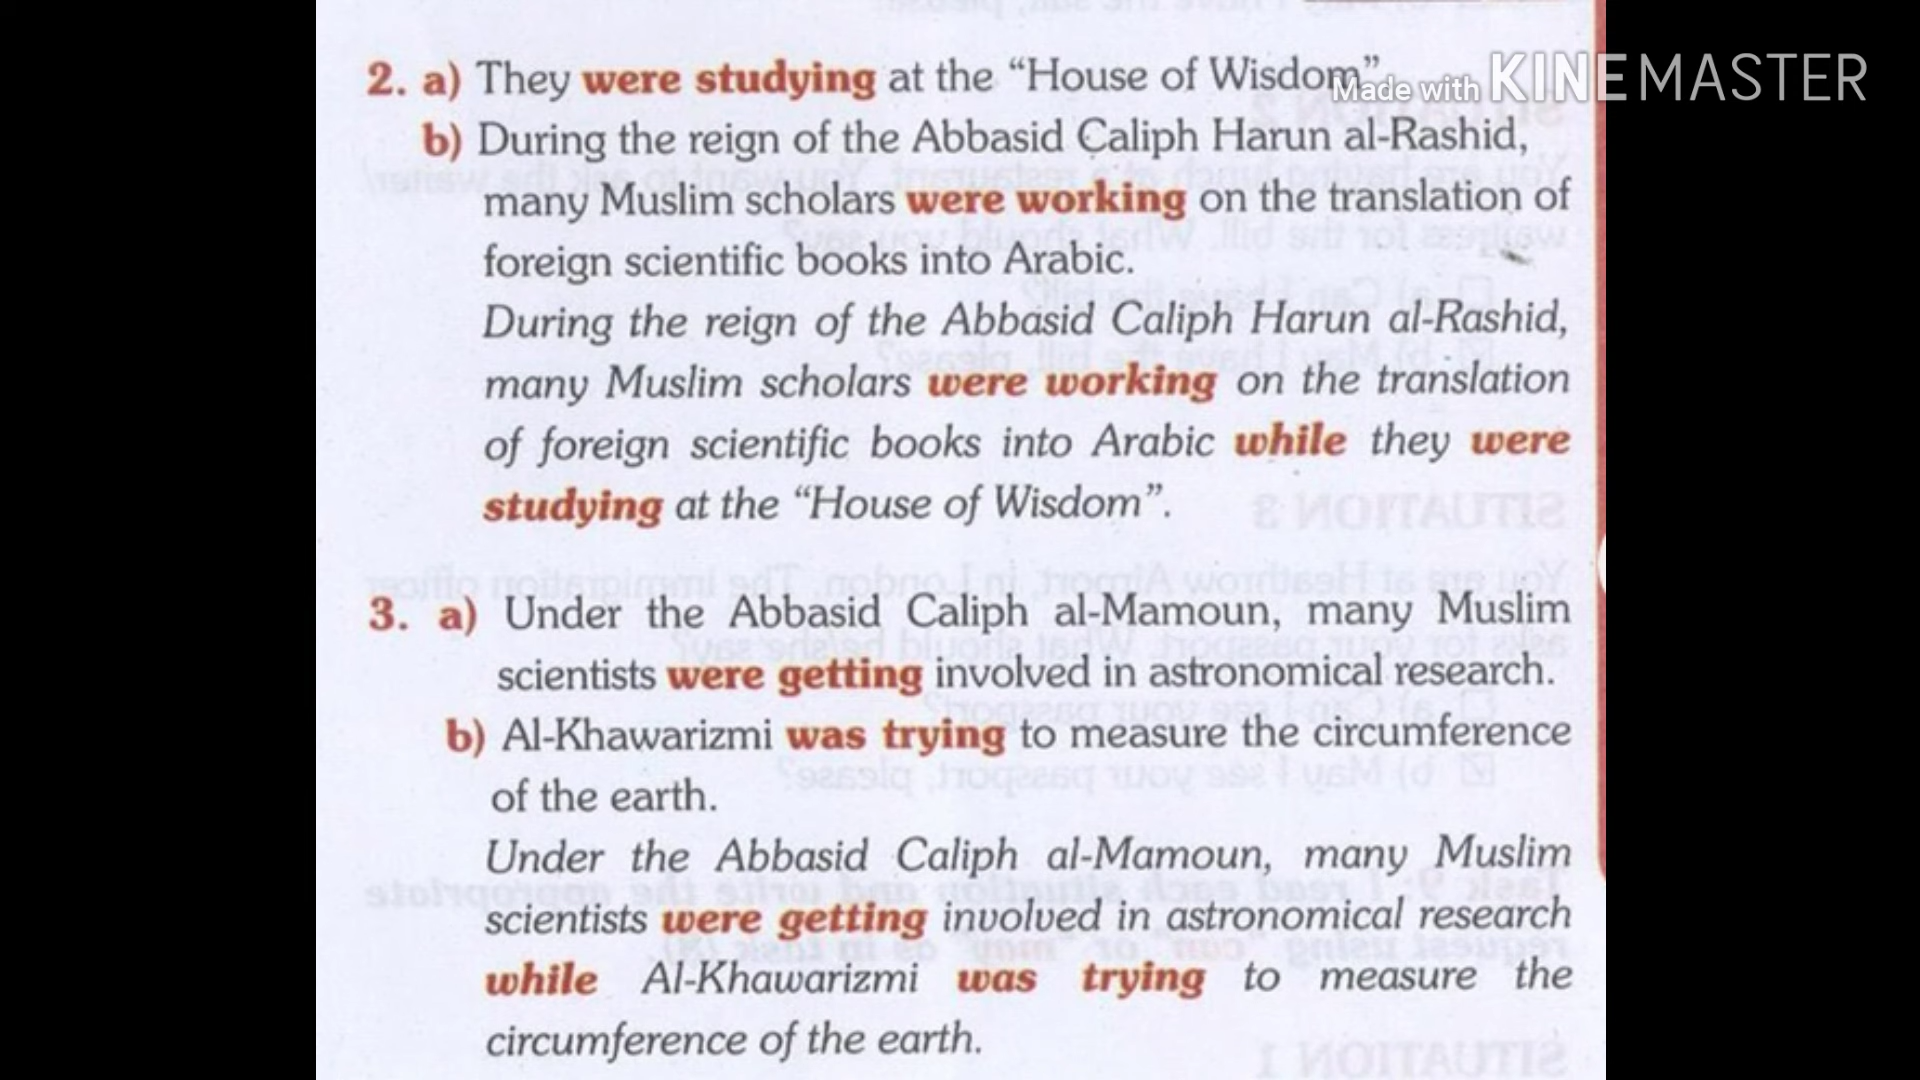 2. a) They were studying at the “House of Wisdom”.
Made with KINEMASTER
b) During the reign of the Abbasid Caliph Harun al-Rashid,
many Muslim scholars were working on the translation of
foreign scientific books into Arabic.
During the reign of the Abbasid Caliph Harun al-Rashid,
many Muslim scholars were working on the translation
of foreign scientific books into Arabic while they were
studying at the “House of Wisdom”.
3. a) Under the Abbasid Caliph al-Mamoun, many Muslim
scientists were getting involved in astronomical research.
b) Al-Khawarizmi was trying to measure the circumference
of the earth.
Under the Abbasid Caliph al-Mamoun, many Muslim
scientists were getting involved in astronomical research
while Al-Khawarizmi was trying to measure the
circumference of the earth.